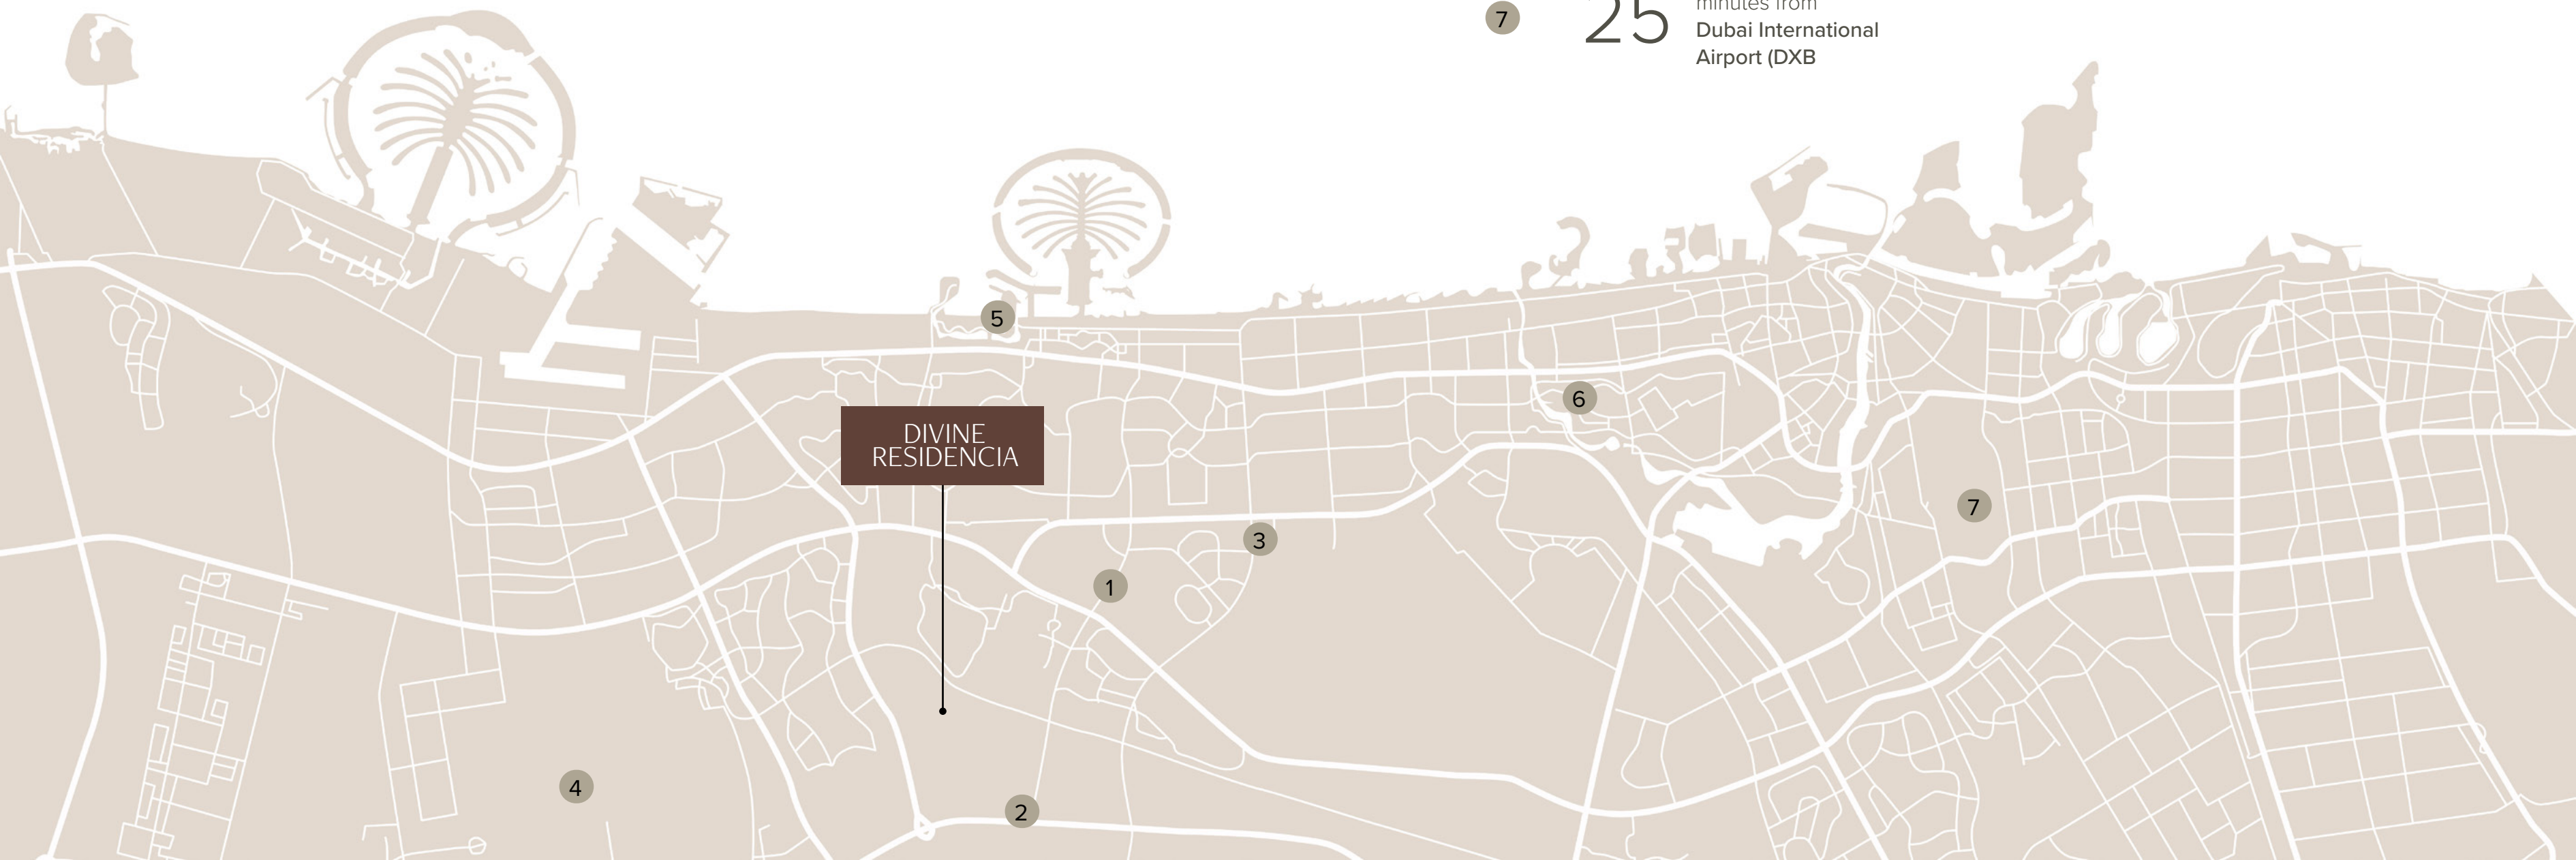 7
25
minutes from
Dubai International
Airport (DXB
5
6
DIVINE
RESIDENCIA
7
3
1
4
2